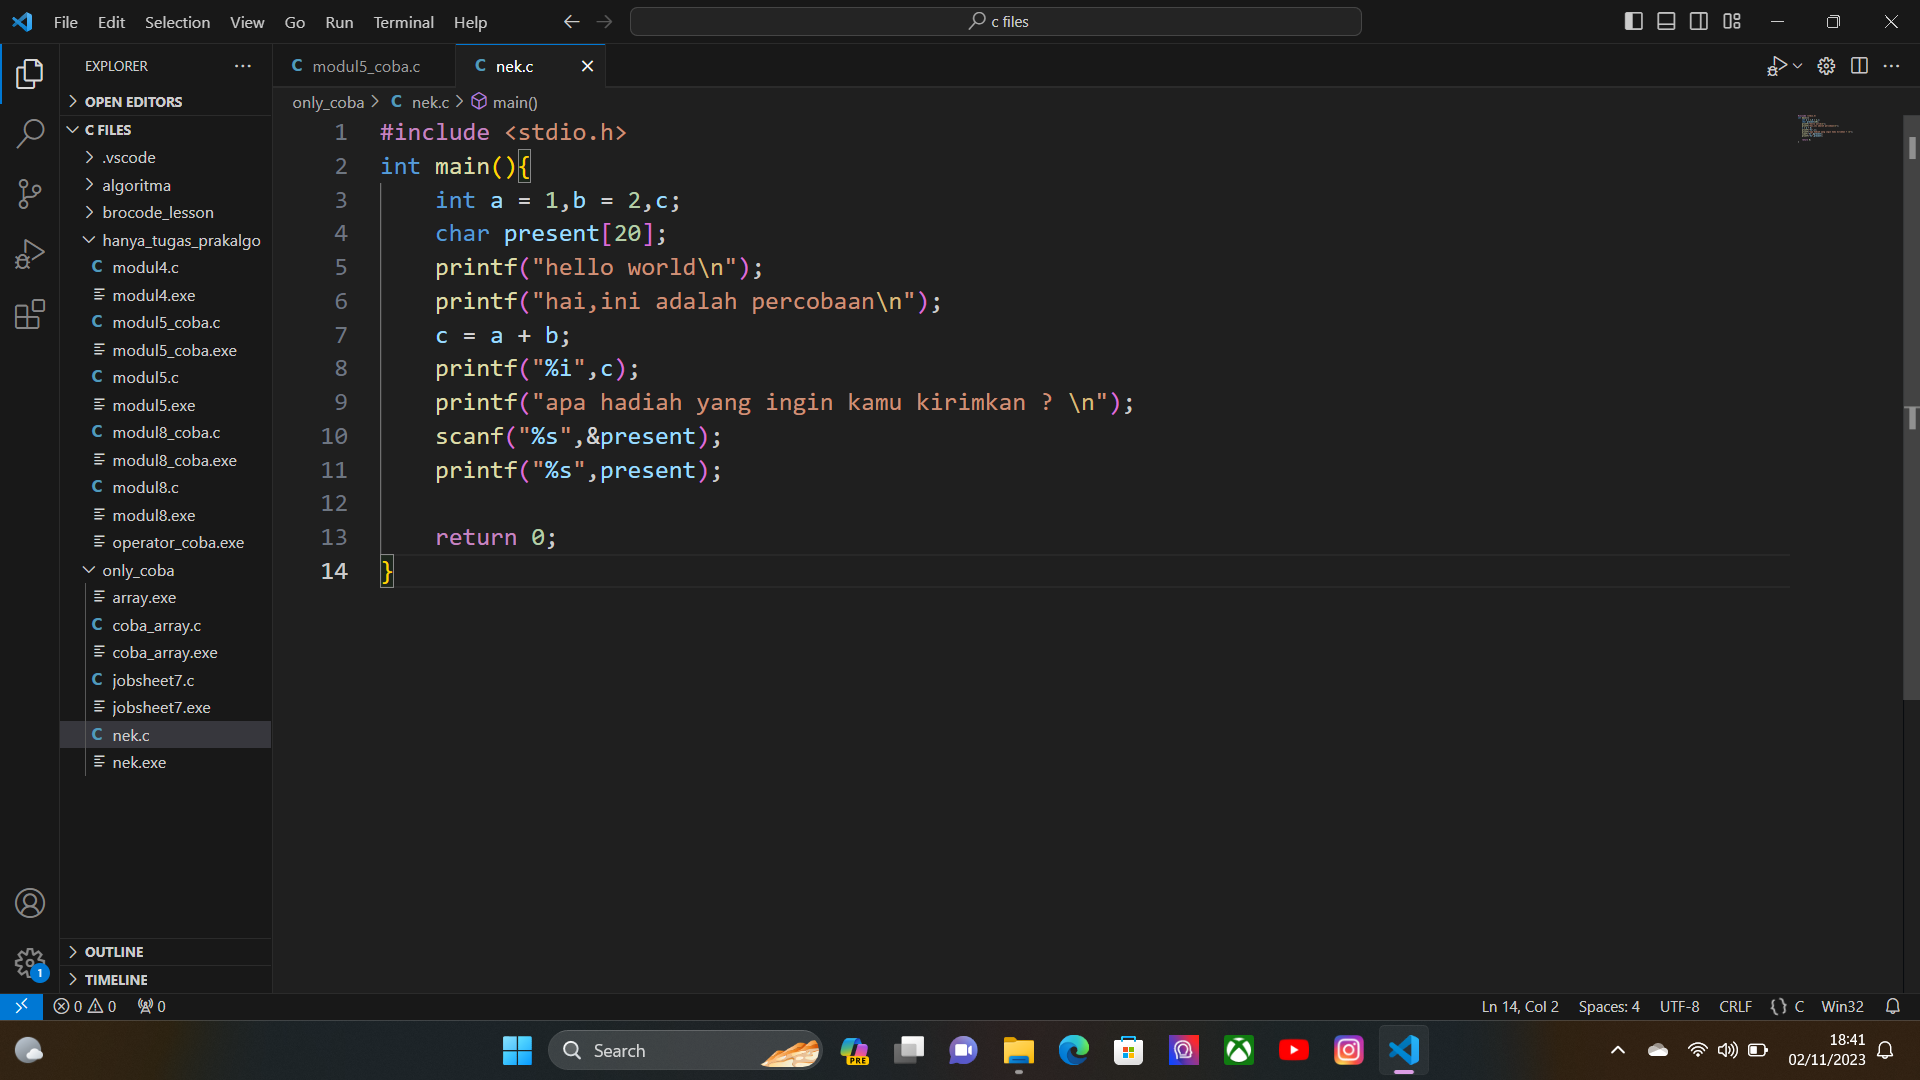 File Edit Selection View Go Run Terminal Help
c files
EXPLORER
modul5_coba.c
nek.c
OPEN EDITORS
only_coba > C nek.c > main()
C FILES
.vscode
algoritma
brocode_lesson
hanya_tugas_prakalgo
C modul4.c
modul4.exe
C modul5_coba.c
modul5_coba.exe
C modul5.c
modul5.exe
C modul8_coba.c
modul8_coba.exe
C modul8.c
modul8.exe
operator_coba.exe
only_coba
array.exe
C coba_array.c
coba_array.exe
C jobsheet7.c
jobsheet7.exe
C nek.c
nek.exe
OUTLINE
TIMELINE
1 #include <stdio.h>
2 int main(){
3     int a = 1,b = 2,c;
4     char present[20];
5     printf("hello world\n");
6     printf("hai,ini adalah percobaan\n");
7     c = a + b;
8     printf("%i",c);
9     printf("apa hadiah yang ingin kamu kirimkan ? \n");
10     scanf("%s",&present);
11     printf("%s",present);
12
13     return 0;
14 }
1
0 0 0
Ln 14, Col 2 Spaces: 4 UTF-8 CRLF {} C Win32
Search
PRE
18:41
02/11/2023